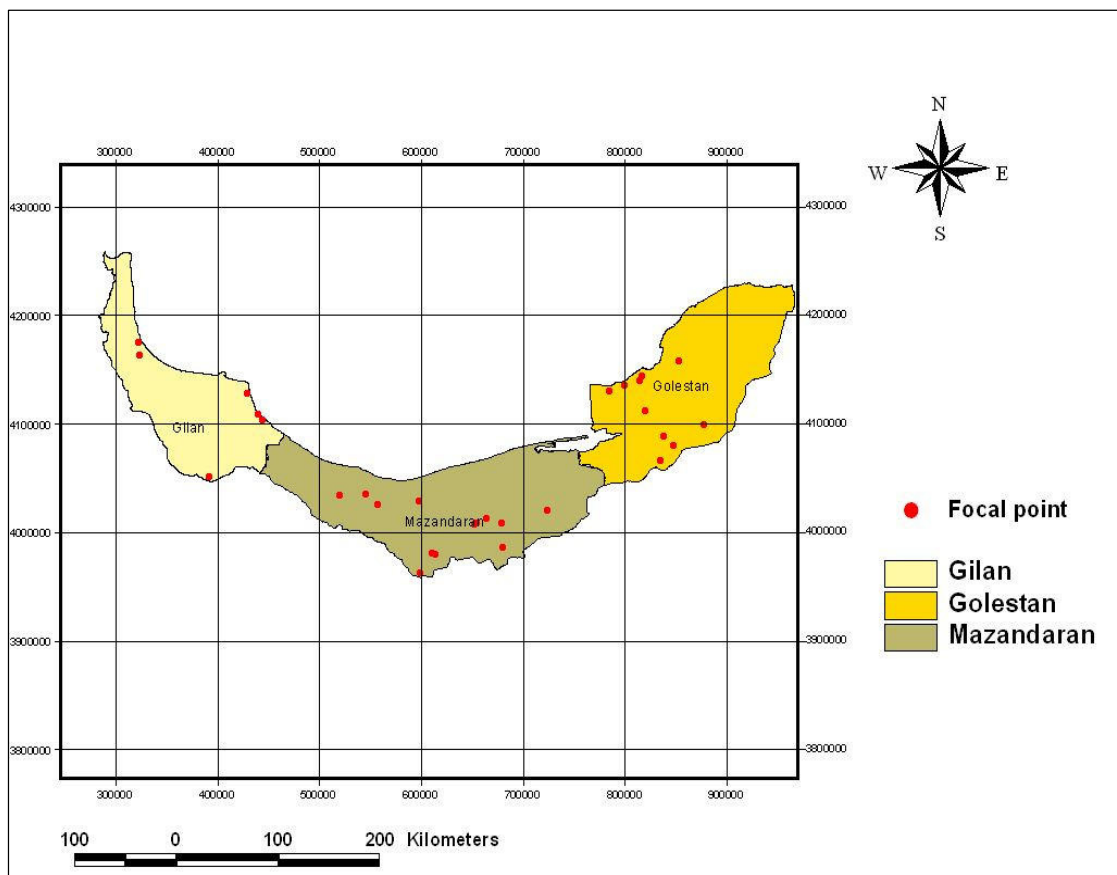 N
W E
S
300000 400000 500000 600000 700000 800000 900000
4300000 4300000
4200000 4200000
Golestan
4100000 4100000
Gilan
Mazandaran
4000000 4000000
3900000 3900000
3800000 3800000
300000 400000 500000 600000 700000 800000 900000
Focal point
Gilan
Golestan
Mazandaran
100 0 100 200 Kilometers